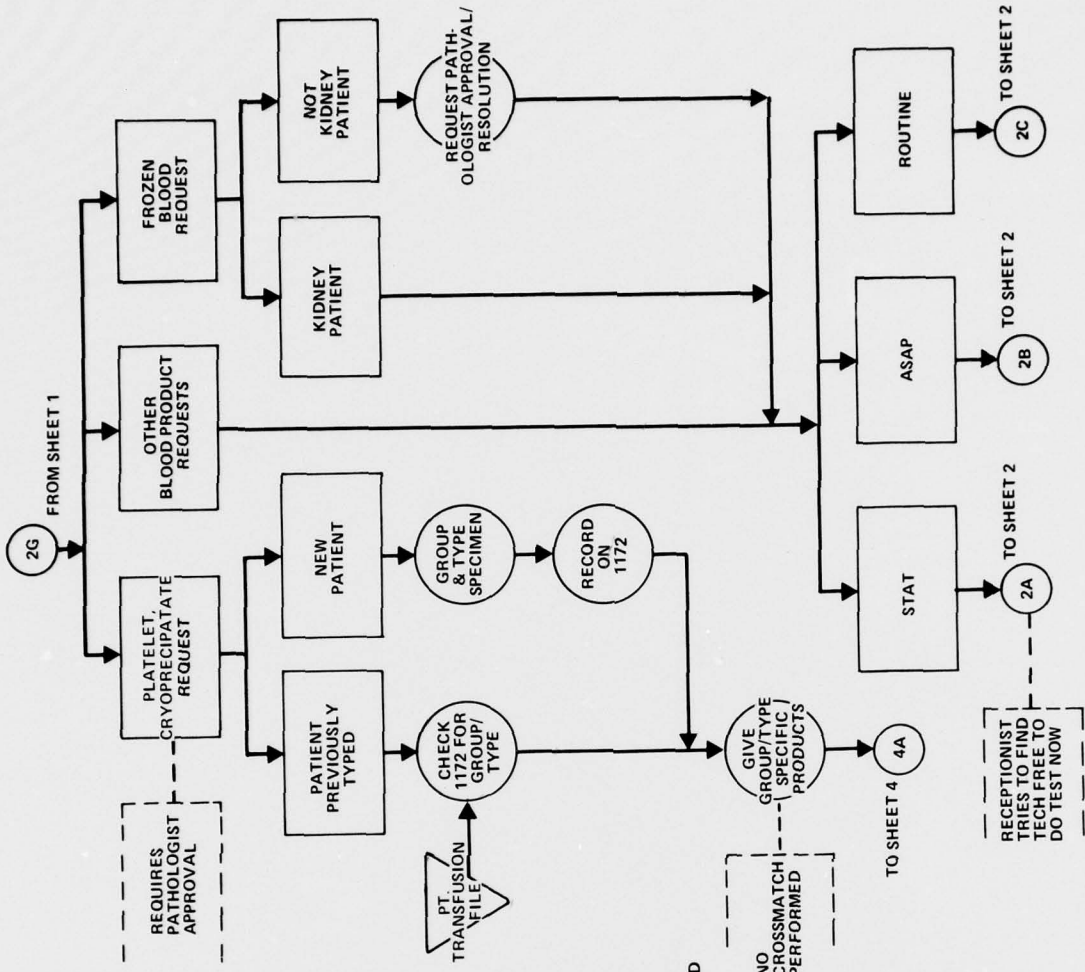 2G
FROM SHEET 1
REQUIRES
PATHOLOGIST
APPROVAL
PLATELET,
CRYOPRECIPATATE
REQUEST
OTHER
BLOOD PRODUCT
REQUESTS
FROZEN
BLOOD
REQUEST
PATIENT
PREVIOUSLY
TYPED
NEW
PATIENT
KIDNEY
PATIENT
NOT
KIDNEY
PATIENT
PT.
TRANSFUSION
FILE
CHECK
1172 FOR
GROUP/
TYPE
GROUP
& TYPE
SPECIMEN
REQUEST PATH-
OLOGIST APPROVAL/
RESOLUTION
RECORD
ON
1172
D
NO
CROSSMATCH
PERFORMED
GIVE
GROUP/TYPE
SPECIFIC
PRODUCTS
TO SHEET 4
4A
STAT
ASAP
ROUTINE
RECEPTIONIST
TRIES TO FIND
TECH FREE TO
DO TEST NOW
2A
TO SHEET 2
2B
TO SHEET 2
2C
TO SHEET 2